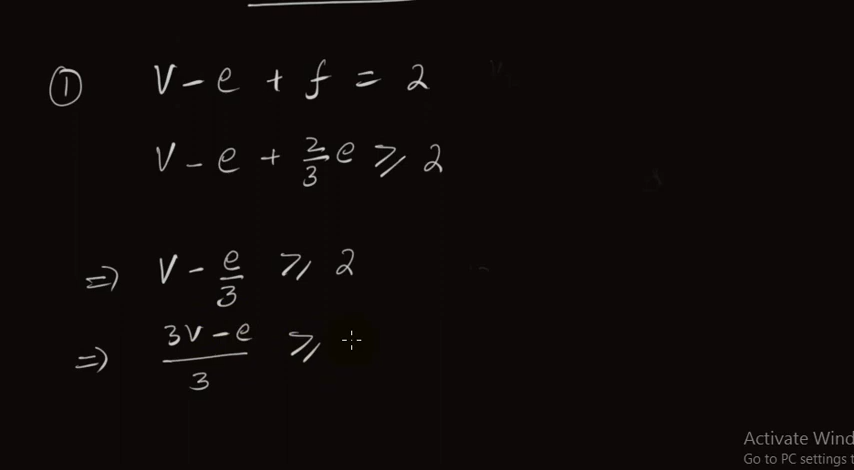 ① V - e + f = 2
V - e + 2/3 e ⩾ 2
⇒ V - e/3 ⩾ 2
⇒ 3V - e / 3 ⩾
Activate Wind
Go to PC settings t